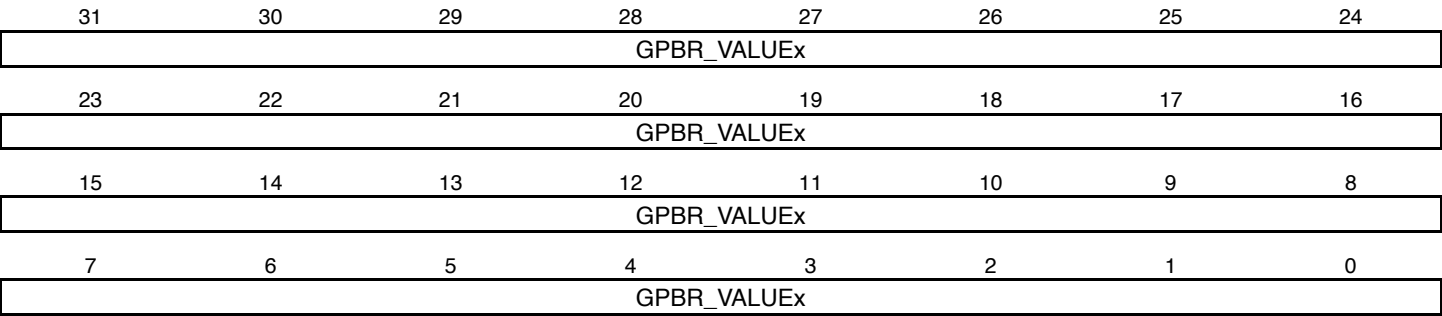 31 30 29 28 27 26 25 24
GPBR_VALUEx
23 22 21 20 19 18 17 16
GPBR_VALUEx
15 14 13 12 11 10 9 8
GPBR_VALUEx
7 6 5 4 3 2 1 0
GPBR_VALUEx